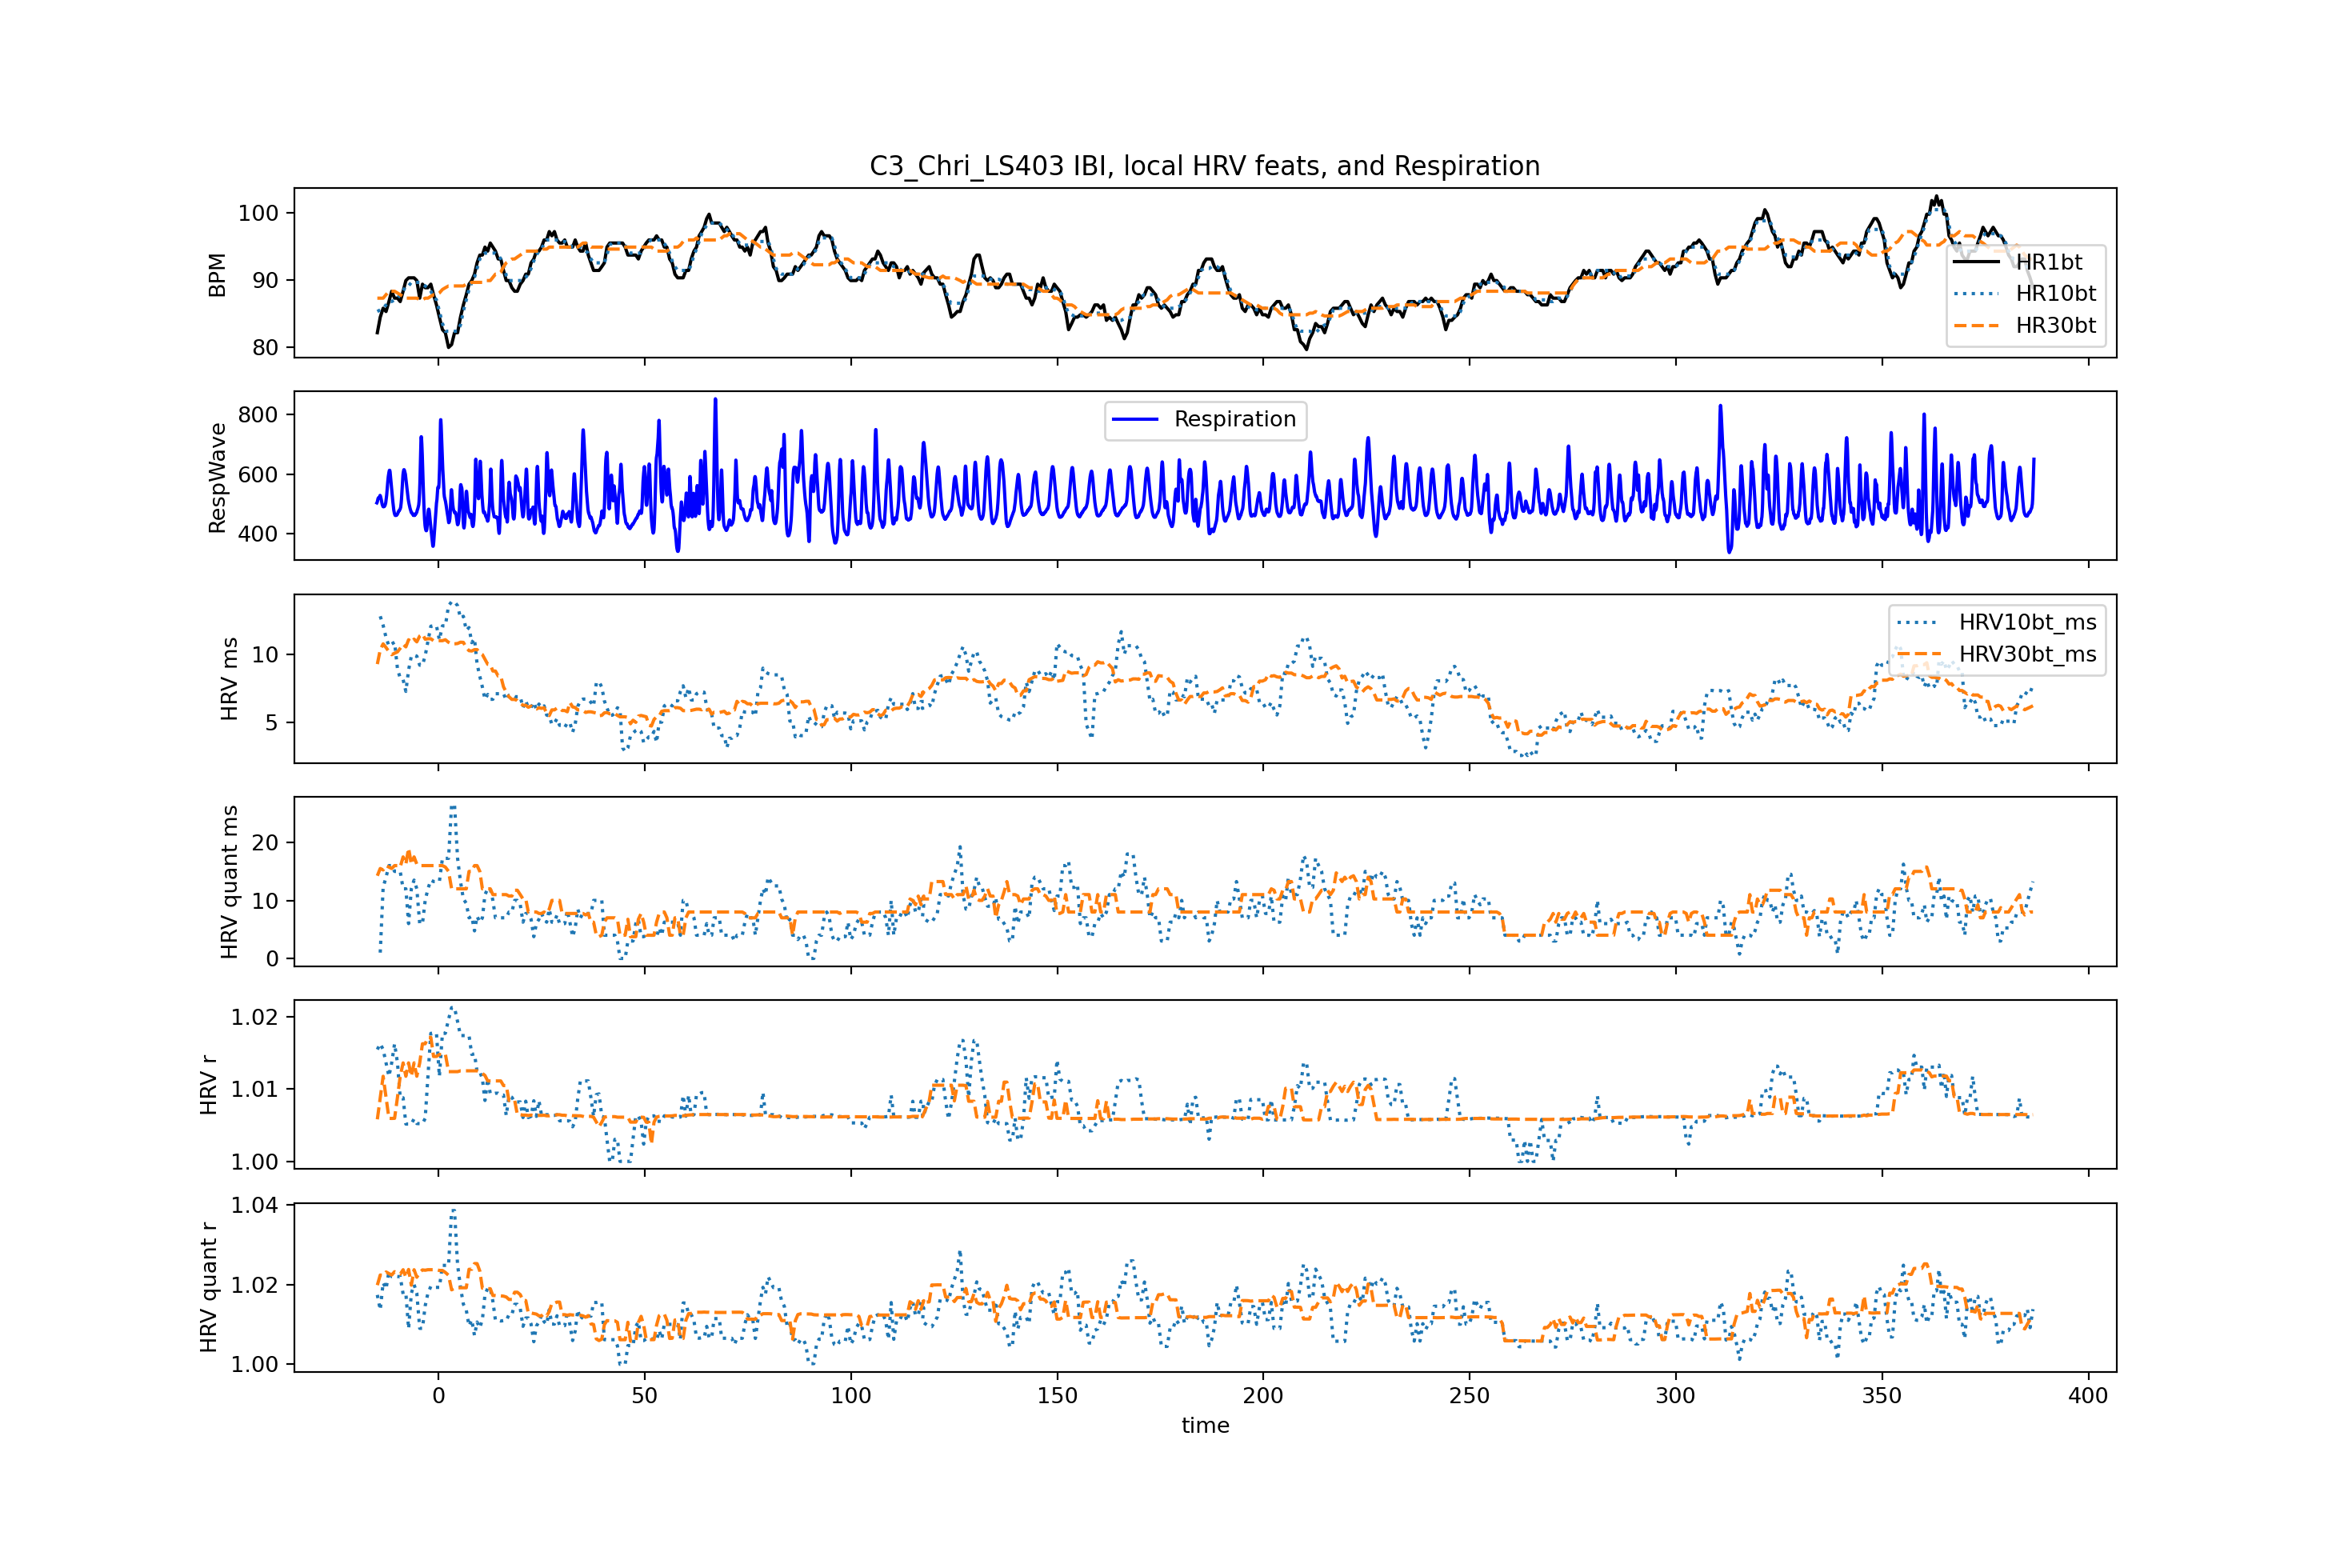 C3_Chri_LS403 IBI, local HRV feats, and Respiration
BPM
100
90
80
HR1bt
HR10bt
HR30bt
RespWave
800
600
400
Respiration
HRV ms
10
5
HRV10bt_ms
HRV30bt_ms
HRV quant ms
20
10
0
HRV r
1.02
1.01
1.00
HRV quant r
1.04
1.02
1.00
0 50 100 150 200 250 300 350 400
time